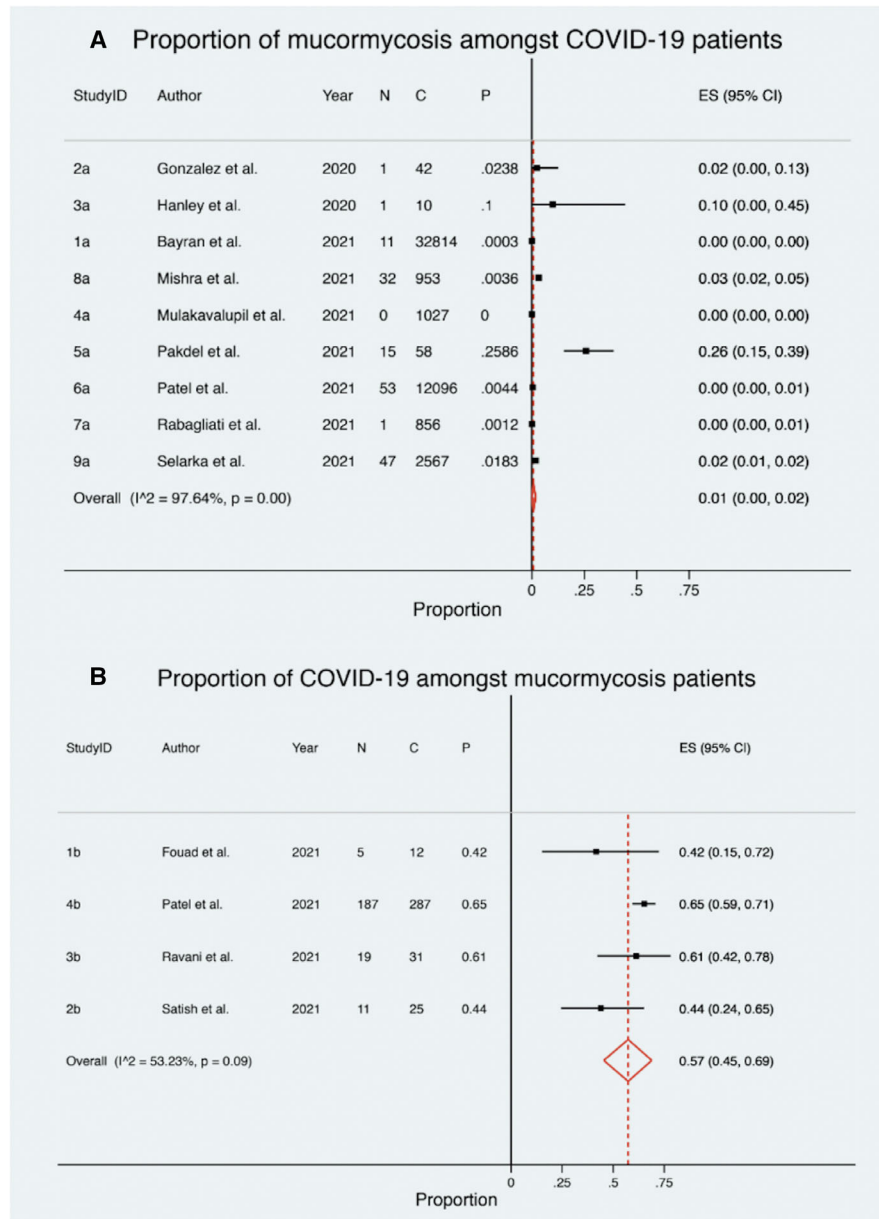 A Proportion of mucormycosis amongst COVID-19 patients
StudyID Author Year N C P ES (95% CI)
2a Gonzalez et al. 2020 1 42 .0238 0.02 (0.00, 0.13)
3a Hanley et al. 2020 1 10 .1 0.10 (0.00, 0.45)
1a Bayran et al. 2021 11 32814 .0003 0.00 (0.00, 0.00)
8a Mishra et al. 2021 32 953 .0036 0.03 (0.02, 0.05)
4a Mulakavalupil et al. 2021 0 1027 0 0.00 (0.00, 0.00)
5a Pakdel et al. 2021 15 58 .2586 0.26 (0.15, 0.39)
6a Patel et al. 2021 53 12096 .0044 0.00 (0.00, 0.01)
7a Rabagliati et al. 2021 1 856 .0012 0.00 (0.00, 0.01)
9a Selarka et al. 2021 47 2567 .0183 0.02 (0.01, 0.02)
Overall (I^2 = 97.64%, p = 0.00) 0.01 (0.00, 0.02)
0 .25 .5 .75
Proportion
B Proportion of COVID-19 amongst mucormycosis patients
StudyID Author Year N C P ES (95% CI)
1b Fouad et al. 2021 5 12 0.42 0.42 (0.15, 0.72)
4b Patel et al. 2021 187 287 0.65 0.65 (0.59, 0.71)
3b Ravani et al. 2021 19 31 0.61 0.61 (0.42, 0.78)
2b Satish et al. 2021 11 25 0.44 0.44 (0.24, 0.65)
Overall (I^2 = 53.23%, p = 0.09) 0.57 (0.45, 0.69)
0 .25 .5 .75
Proportion